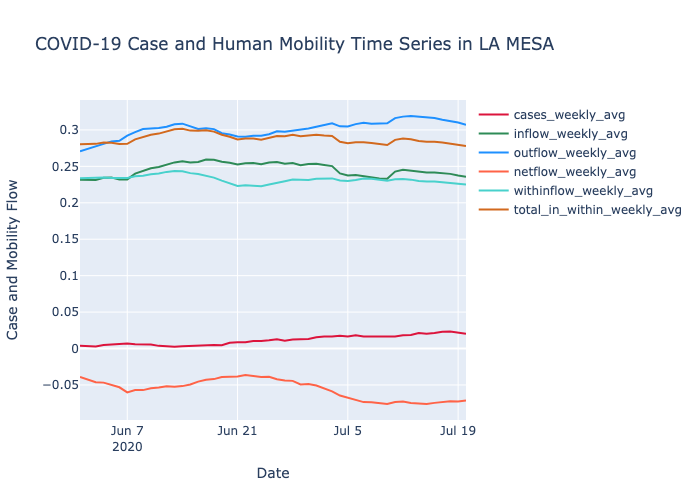 COVID-19 Case and Human Mobility Time Series in LA MESA
cases_weekly_avg
inflow_weekly_avg
outflow_weekly_avg
netflow_weekly_avg
withinflow_weekly_avg
total_in_within_weekly_avg
Case and Mobility Flow
0.3
0.25
0.2
0.15
0.1
0.05
0
−0.05
Jun 7
2020
Jun 21
Jul 5
Jul 19
Date